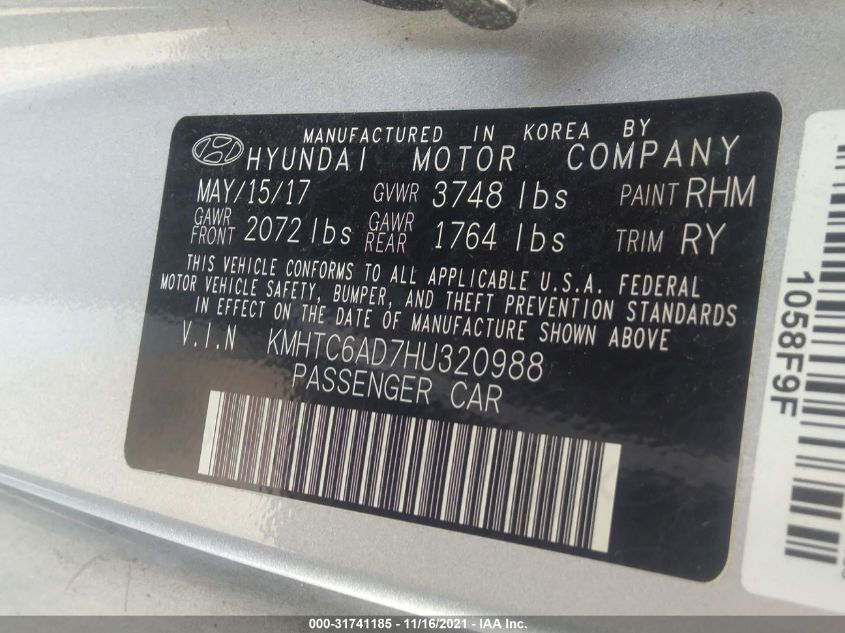 MANUFACTURED IN KOREA BY
HYUNDAI MOTOR COMPANY
MAY/15/17 GVWR 3748 lbs PAINT RHM
GAWR FRONT 2072 lbs GAWR REAR 1764 lbs TRIM RY
THIS VEHICLE CONFORMS TO ALL APPLICABLE U.S.A. FEDERAL
MOTOR VEHICLE SAFETY, BUMPER, AND THEFT PREVENTION STANDARDS
IN EFFECT ON THE DATE OF MANUFACTURE SHOWN ABOVE
V.I.N KMHTC6AD7HU320988
PASSENGER CAR
1058F9F
000-31741185 - 11/16/2021 - IAA Inc.